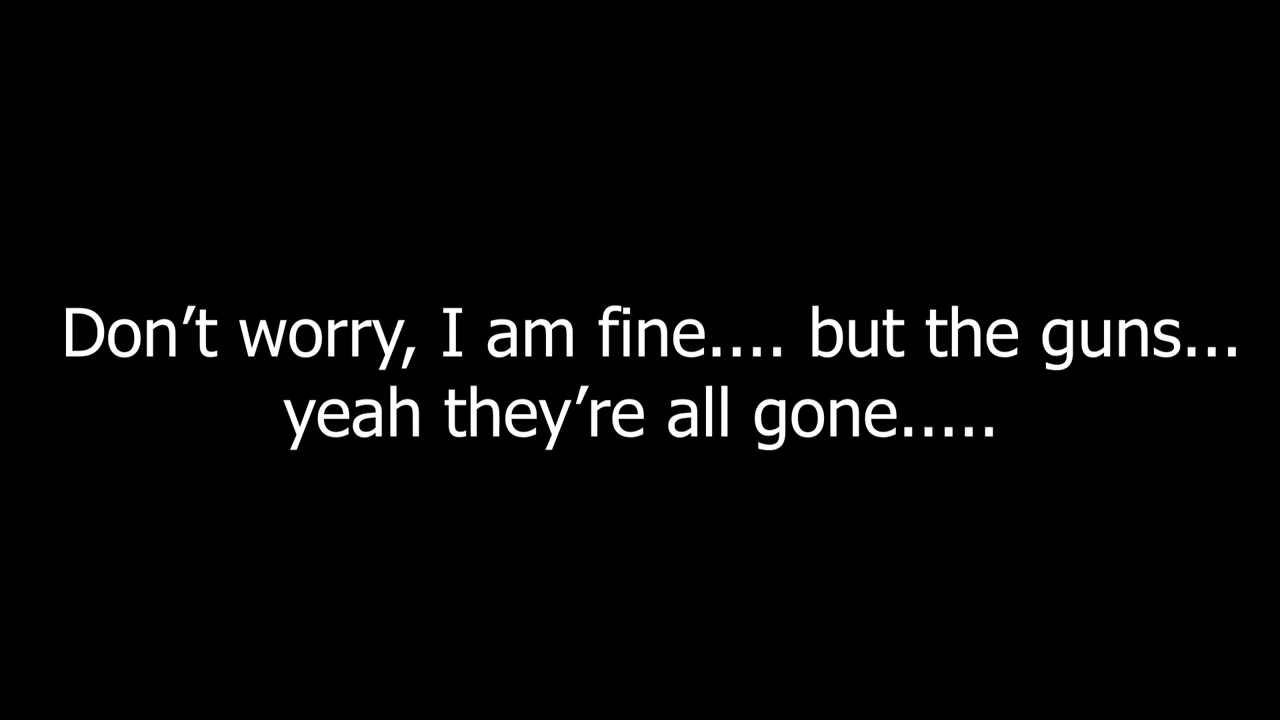 Don’t worry, I am fine.... but the guns...
yeah they’re all gone.....